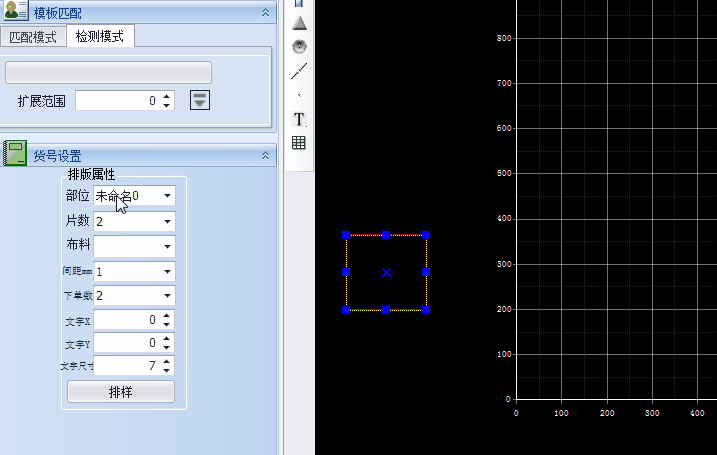 模板匹配
匹配模式 检测模式
扩展范围 0
货号设置
排版属性
部位 未命名0
片数 2
布料
间距mm 1
下单数 2
文字X 0
文字Y 0
文字尺寸 7
排样
T
800
700
600
500
400
300
200
100
0
0 100 200 300 400